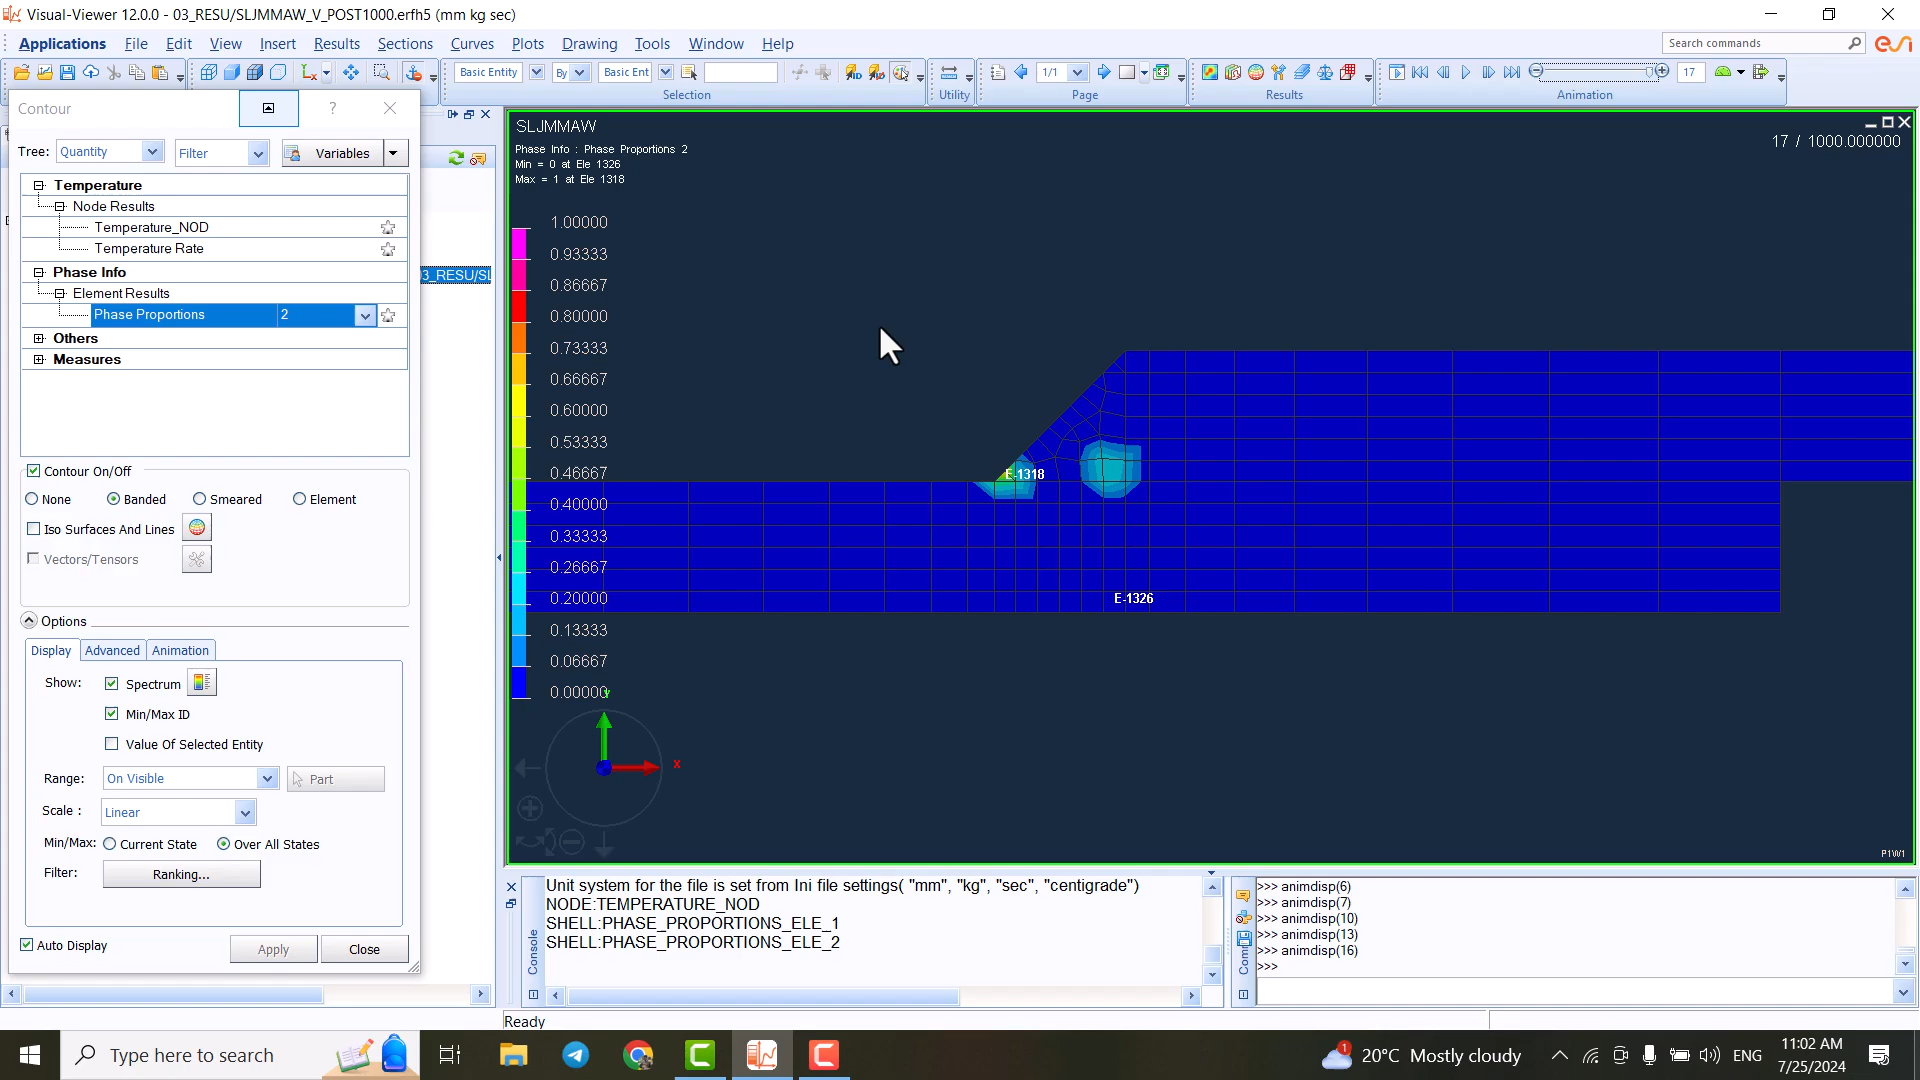 Visual-Viewer 12.0.0 - 03_RESU/SLJMMAW_V_POST1000.erfh5 (mm kg sec)
Applications File Edit View Insert Results Sections Curves Plots Drawing Tools Window Help
Search commands
esi
Basic Entity By Basic Ent 1/1 17
Selection Utility Page Results Animation
Contour ?
Tree: Quantity Filter Variables
Temperature
Node Results
Temperature_NOD
Temperature Rate
Phase Info
Element Results
Phase Proportions 2
Others
Measures
Contour On/Off
None Banded Smeared Element
Iso Surfaces And Lines
Vectors/Tensors
Options
Display Advanced Animation
Show: Spectrum
Min/Max ID
Value Of Selected Entity
Range: On Visible Part
Scale : Linear
Min/Max: Current State Over All States
Filter: Ranking...
Auto Display Apply Close
03_RESU/SL
SLJMMAW
17 / 1000.000000
Phase Info : Phase Proportions 2
Min = 0 at Ele 1326
Max = 1 at Ele 1318
1.00000
0.93333
0.86667
0.80000
0.73333
0.66667
0.60000
0.53333
0.46667
0.40000
0.33333
0.26667
0.20000
0.13333
0.06667
0.00000
E-1318
E-1326
Y
X
P1W1
Console
Unit system for the file is set from Ini file settings( "mm", "kg", "sec", "centigrade")
NODE:TEMPERATURE_NOD
SHELL:PHASE_PROPORTIONS_ELE_1
SHELL:PHASE_PROPORTIONS_ELE_2
Com
>>> animdisp(6)
>>> animdisp(7)
>>> animdisp(10)
>>> animdisp(13)
>>> animdisp(16)
>>>
Ready
Type here to search
1
20°C Mostly cloudy
ENG
11:02 AM
7/25/2024